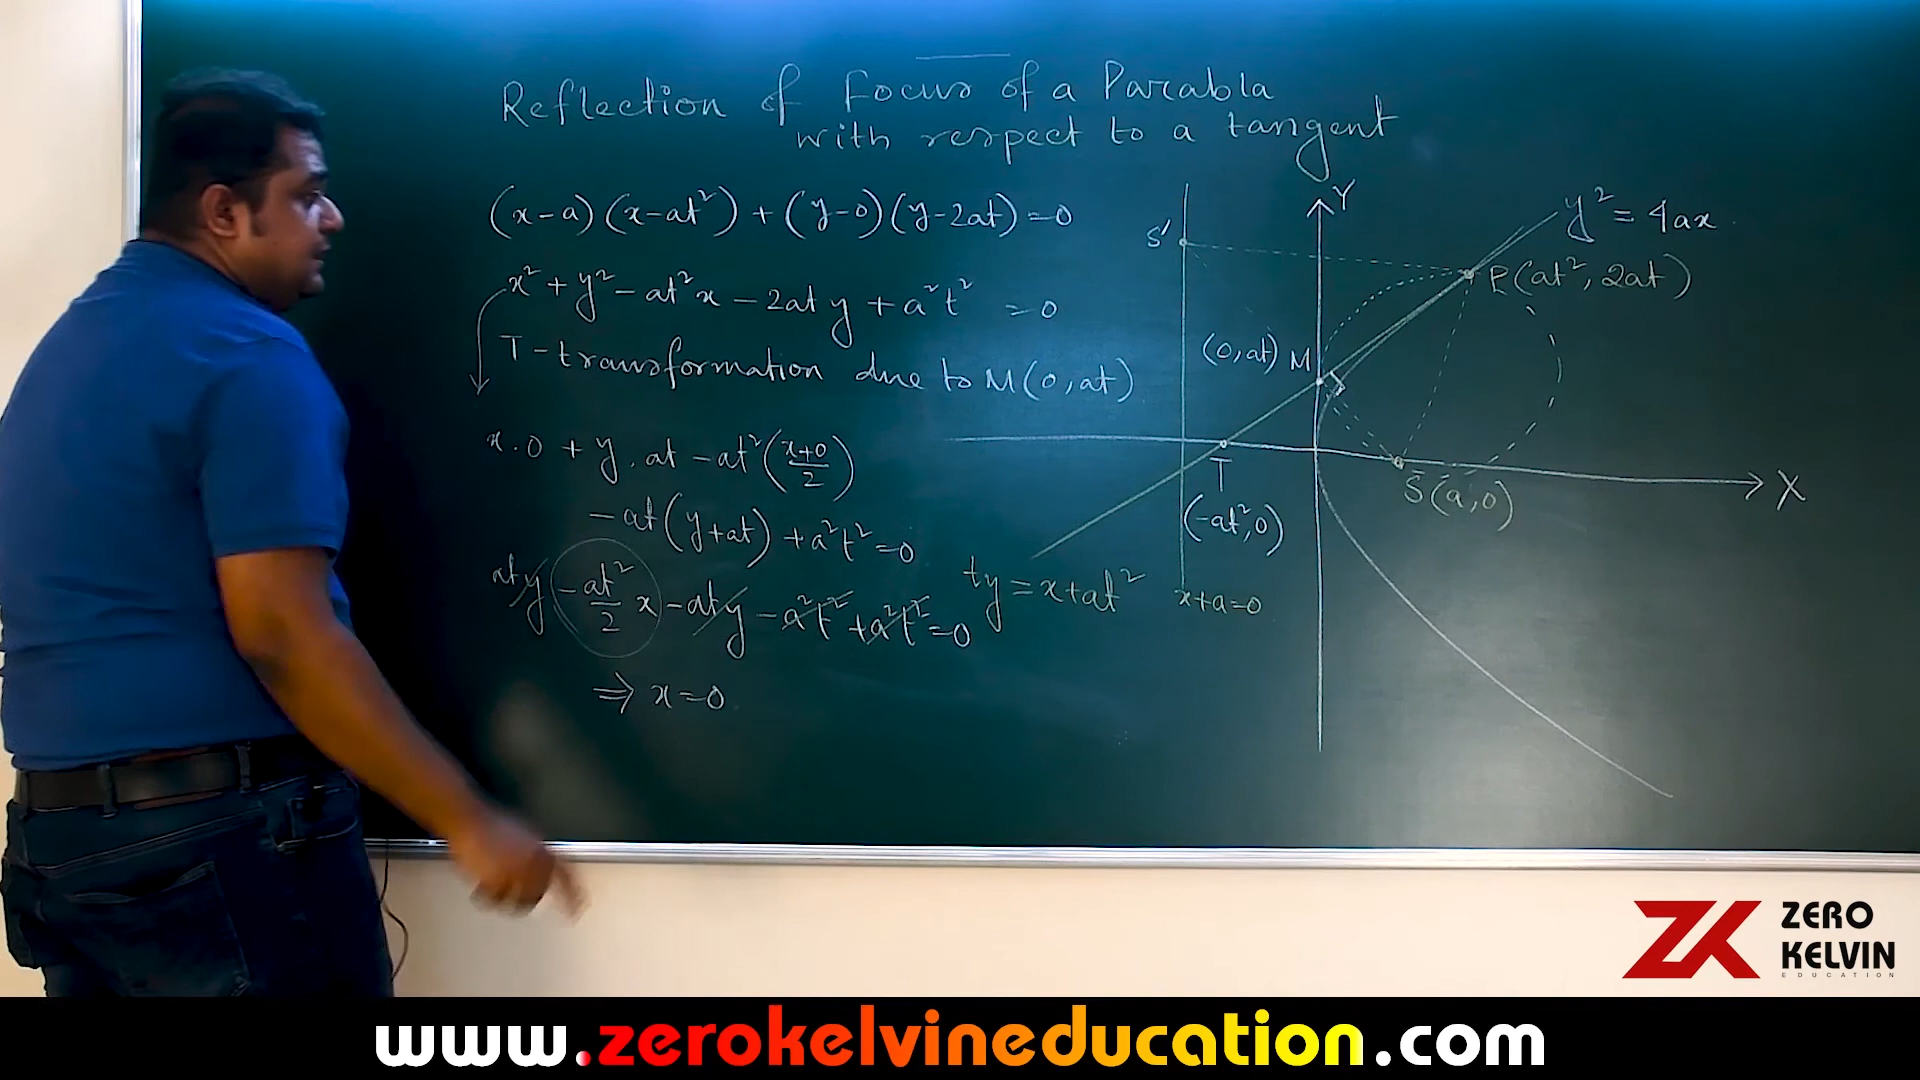 Reflection of Focus of a Parabla
with respect to a tangent
(x-a)(x-at²)+(y-0)(y-2at)=0
x²+y²-at²x-2aty+a²t²=0
T-transformation due to M(0,at)
x.0+y.at-at²(x+0/2)
-at(y+at)+a²t²=0
aty-at²/2 x-aty-a²t²+a²t²=0
⇒ x=0
Y
y²=4ax
S'
P(at²,2at)
(0,at) M
T
(-at²,0)
S(a,0)
X
ty=x+at²
x+a=0
ZK ZERO
KELVIN
EDUCATION
www.zerokelvineducation.com